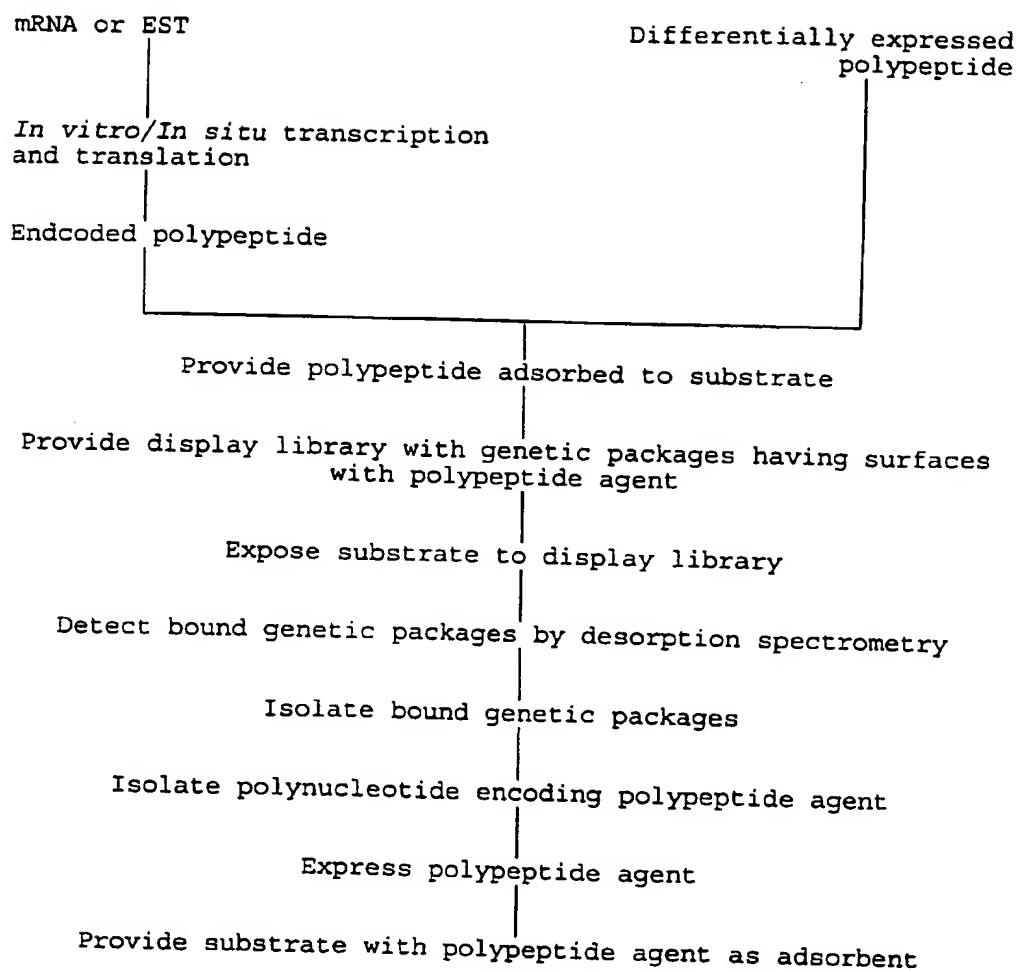 mRNA or EST
Differentially expressed
polypeptide
In vitro/In situ transcription
and translation
Endcoded polypeptide
Provide polypeptide adsorbed to substrate
Provide display library with genetic packages having surfaces
with polypeptide agent
Expose substrate to display library
Detect bound genetic packages by desorption spectrometry
Isolate bound genetic packages
Isolate polynucleotide encoding polypeptide agent
Express polypeptide agent
Provide substrate with polypeptide agent as adsorbent